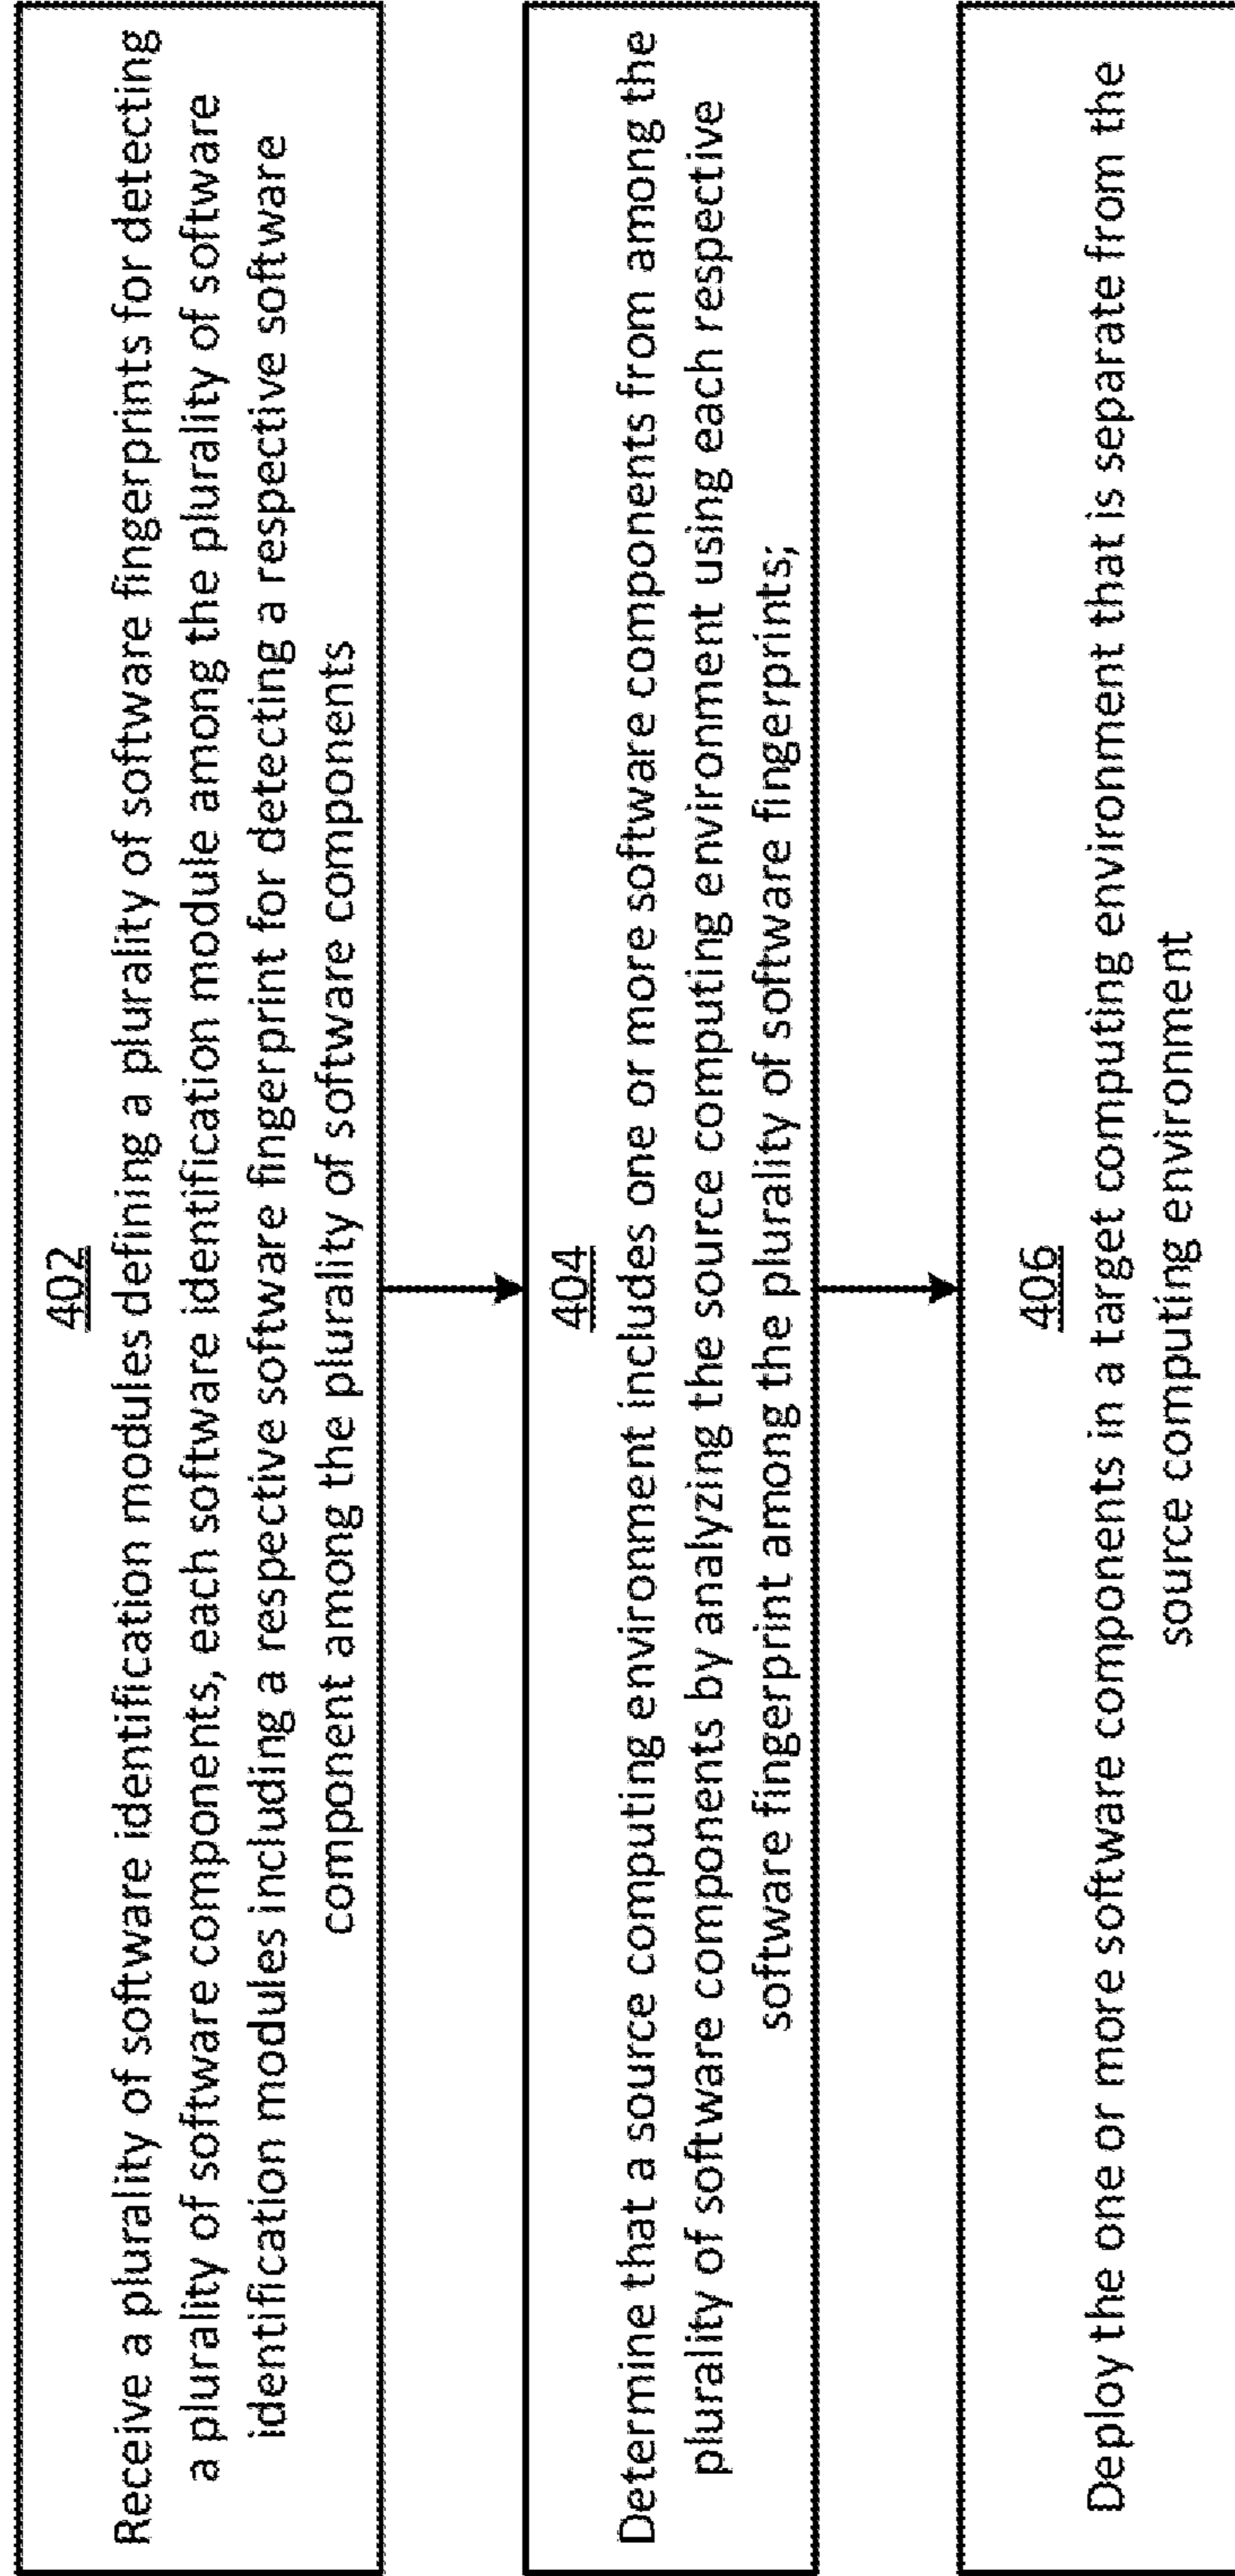 402
Receive a plurality of software identification modules defining a plurality of software fingerprints for detecting
a plurality of software components, each software identification module among the plurality of software
identification modules including a respective software fingerprint for detecting a respective software
component among the plurality of software components
404
Determine that a source computing environment includes one or more software components from among the
plurality of software components by analyzing the source computing environment using each respective
software fingerprint among the plurality of software fingerprints;
406
Deploy the one or more software components in a target computing environment that is separate from the
source computing environment